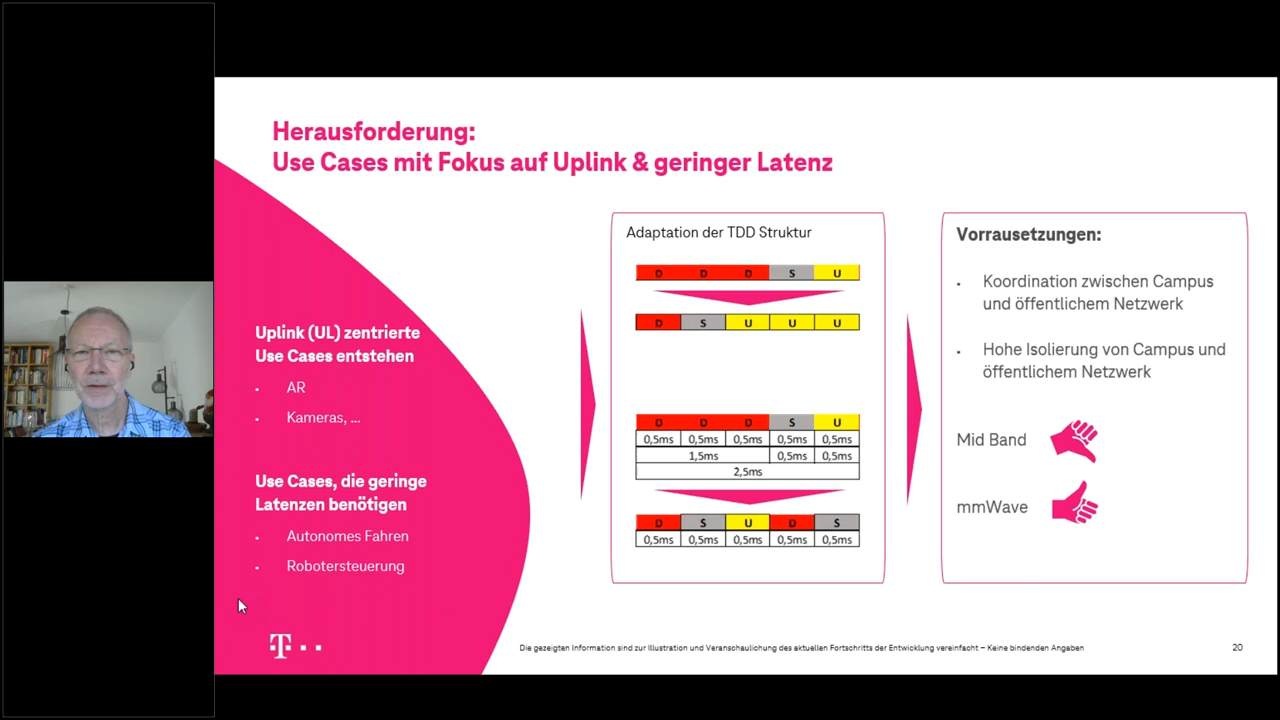 Herausforderung:
Use Cases mit Fokus auf Uplink & geringer Latenz
Uplink (UL) zentrierte
Use Cases entstehen
• AR
• Kameras, ...
Use Cases, die geringe
Latenzen benötigen
• Autonomes Fahren
• Robotersteuerung
Adaptation der TDD Struktur
D D D S U
D S U U U
D D D S U
0,5ms 0,5ms 0,5ms 0,5ms 0,5ms
1,5ms 0,5ms 0,5ms
2,5ms
D S U D S
0,5ms 0,5ms 0,5ms 0,5ms 0,5ms
Vorrausetzungen:
• Koordination zwischen Campus
und öffentlichem Netzwerk
• Hohe Isolierung von Campus und
öffentlichem Netzwerk
Mid Band
mmWave
T
Die gezeigten Information sind zur Illustration und Veranschaulichung des aktuellen Fortschritts der Entwicklung vereinfacht – Keine bindenden Angaben
20